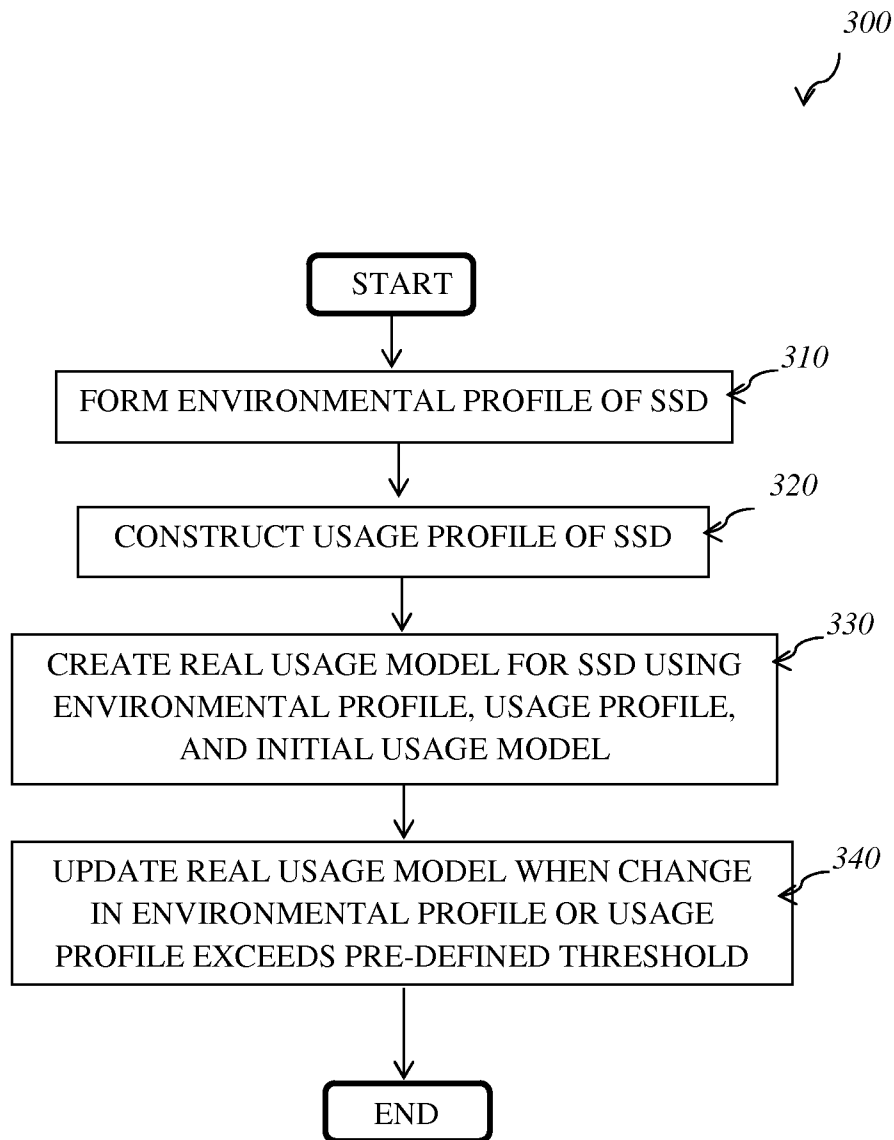 300
START
310
FORM ENVIRONMENTAL PROFILE OF SSD
320
CONSTRUCT USAGE PROFILE OF SSD
330
CREATE REAL USAGE MODEL FOR SSD USING
ENVIRONMENTAL PROFILE, USAGE PROFILE,
AND INITIAL USAGE MODEL
340
UPDATE REAL USAGE MODEL WHEN CHANGE
IN ENVIRONMENTAL PROFILE OR USAGE
PROFILE EXCEEDS PRE-DEFINED THRESHOLD
END